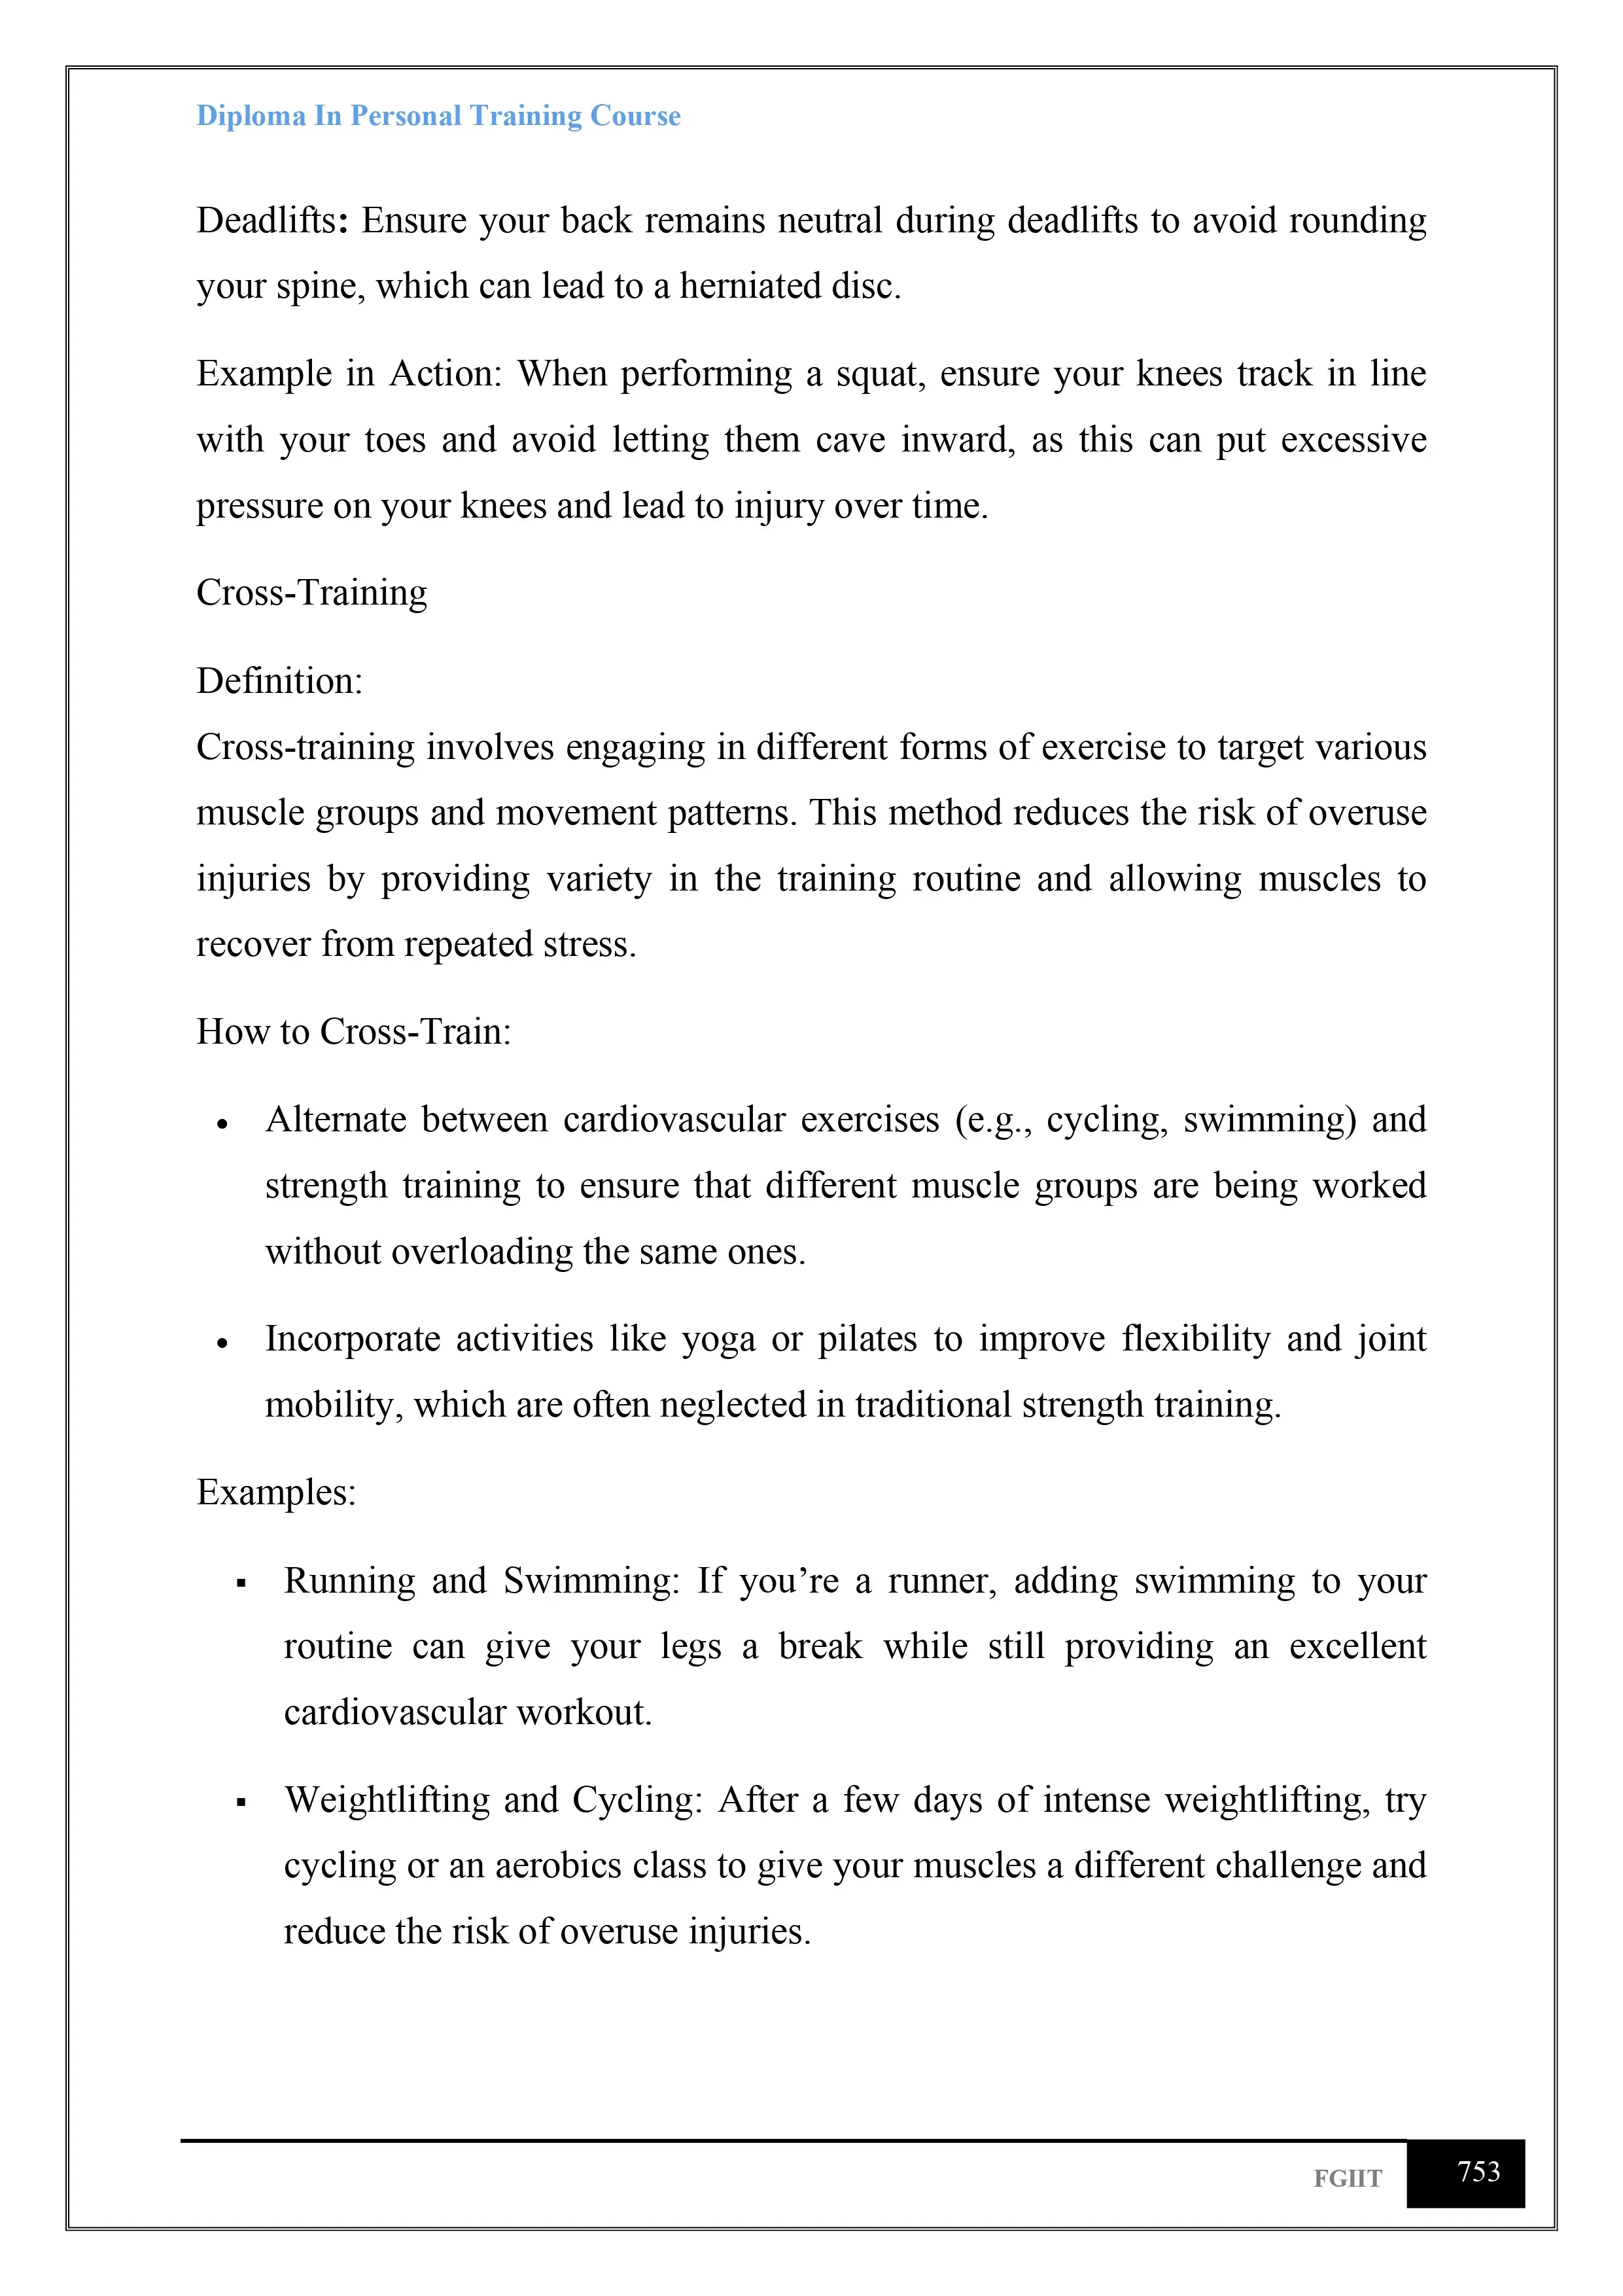 Diploma In Personal Training Course
Deadlifts: Ensure your back remains neutral during deadlifts to avoid rounding
your spine, which can lead to a herniated disc.
Example in Action: When performing a squat, ensure your knees track in line
with your toes and avoid letting them cave inward, as this can put excessive
pressure on your knees and lead to injury over time.
Cross-Training
Definition:
Cross-training involves engaging in different forms of exercise to target various
muscle groups and movement patterns. This method reduces the risk of overuse
injuries by providing variety in the training routine and allowing muscles to
recover from repeated stress.
How to Cross-Train:
• Alternate between cardiovascular exercises (e.g., cycling, swimming) and
strength training to ensure that different muscle groups are being worked
without overloading the same ones.
• Incorporate activities like yoga or pilates to improve flexibility and joint
mobility, which are often neglected in traditional strength training.
Examples:
▪ Running and Swimming: If you’re a runner, adding swimming to your
routine can give your legs a break while still providing an excellent
cardiovascular workout.
▪ Weightlifting and Cycling: After a few days of intense weightlifting, try
cycling or an aerobics class to give your muscles a different challenge and
reduce the risk of overuse injuries.
FGIIT 753